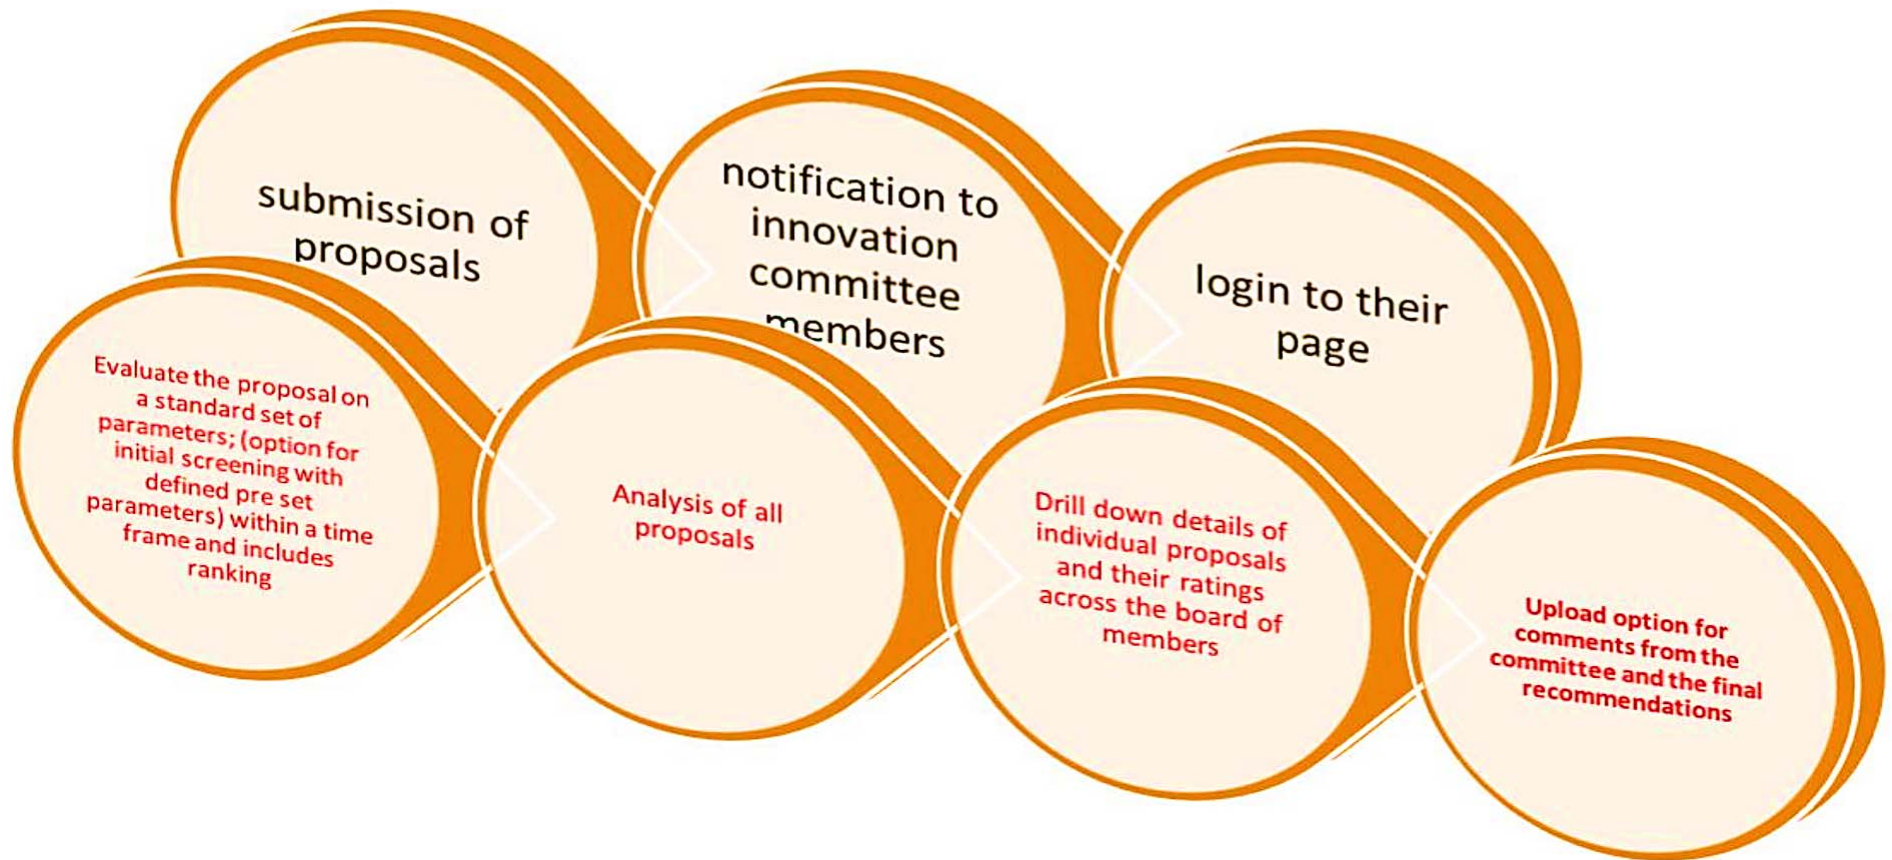 submission of
proposals
notification to
innovation
committee
members
login to their
page
Evaluate the proposal on
a standard set of
parameters; (option for
initial screening with
defined pre set
parameters) within a time
frame and includes
ranking
Analysis of all
proposals
Drill down details of
individual proposals
and their ratings
across the board of
members
Upload option for
comments from the
committee and the final
recommendations